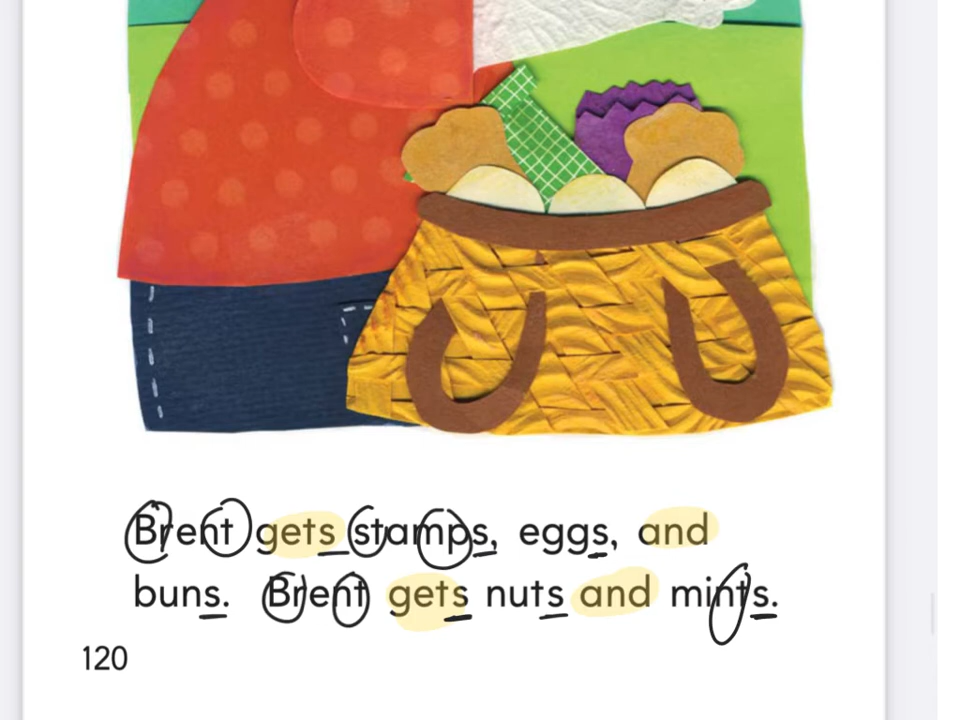 Brent gets stamps, eggs, and
buns. Brent gets nuts and mints.
120